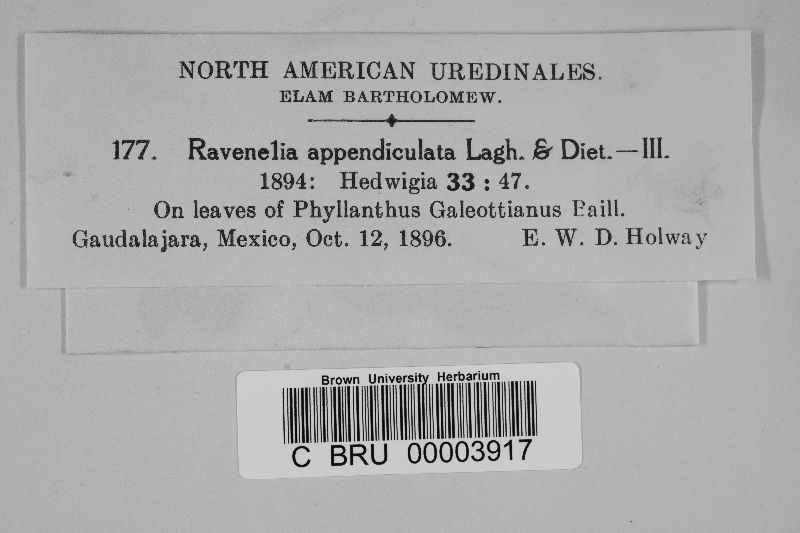 NORTH AMERICAN UREDINALES.
ELAM BARTHOLOMEW.
177. Ravenelia appendiculata Lagh. & Diet.—III.
1894: Hedwigia 33 : 47.
On leaves of Phyllanthus Galeottianus Baill.
Gaudalajara, Mexico, Oct. 12, 1896. E. W. D. Holway
Brown University Herbarium
C BRU 00003917